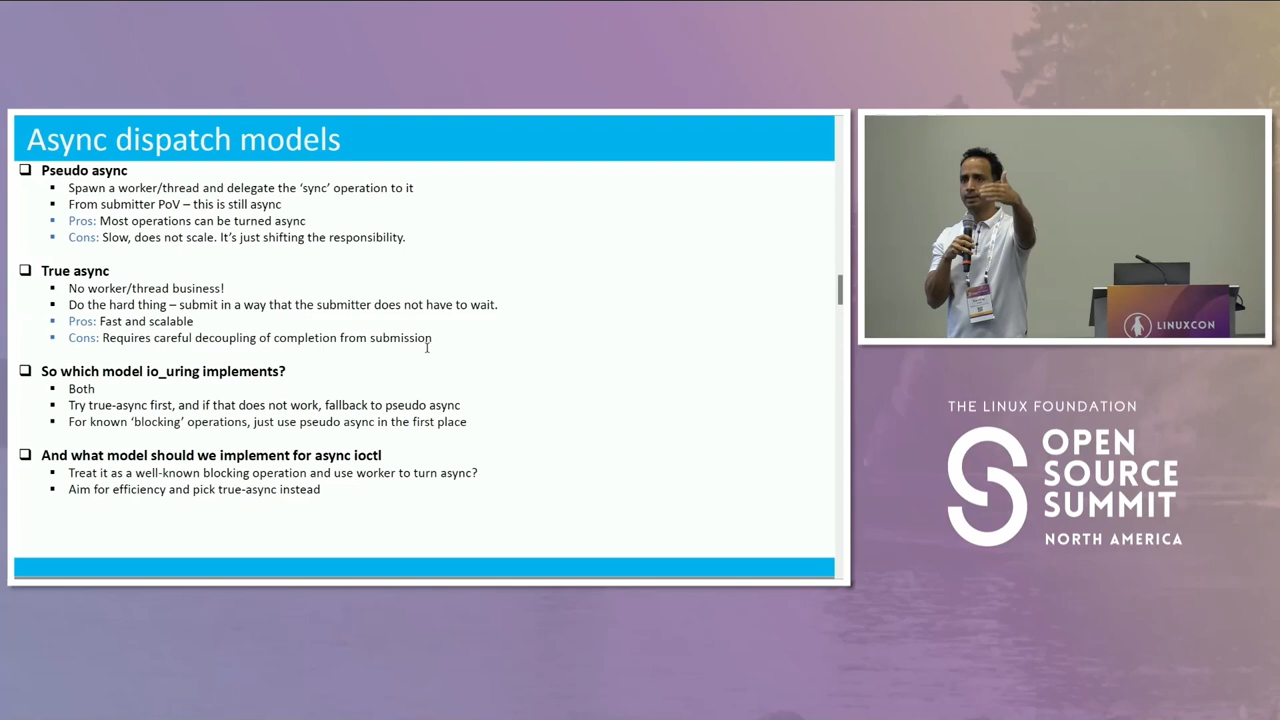 Async dispatch models
Pseudo async
Spawn a worker/thread and delegate the ‘sync’ operation to it
From submitter PoV – this is still async
Pros: Most operations can be turned async
Cons: Slow, does not scale. It’s just shifting the responsibility.
True async
No worker/thread business!
Do the hard thing – submit in a way that the submitter does not have to wait.
Pros: Fast and scalable
Cons: Requires careful decoupling of completion from submission
So which model io_uring implements?
Both
Try true-async first, and if that does not work, fallback to pseudo async
For known ‘blocking’ operations, just use pseudo async in the first place
And what model should we implement for async ioctl
Treat it as a well-known blocking operation and use worker to turn async?
Aim for efficiency and pick true-async instead
LINUXCON
THE LINUX FOUNDATION
OPEN
SOURCE
SUMMIT
NORTH AMERICA